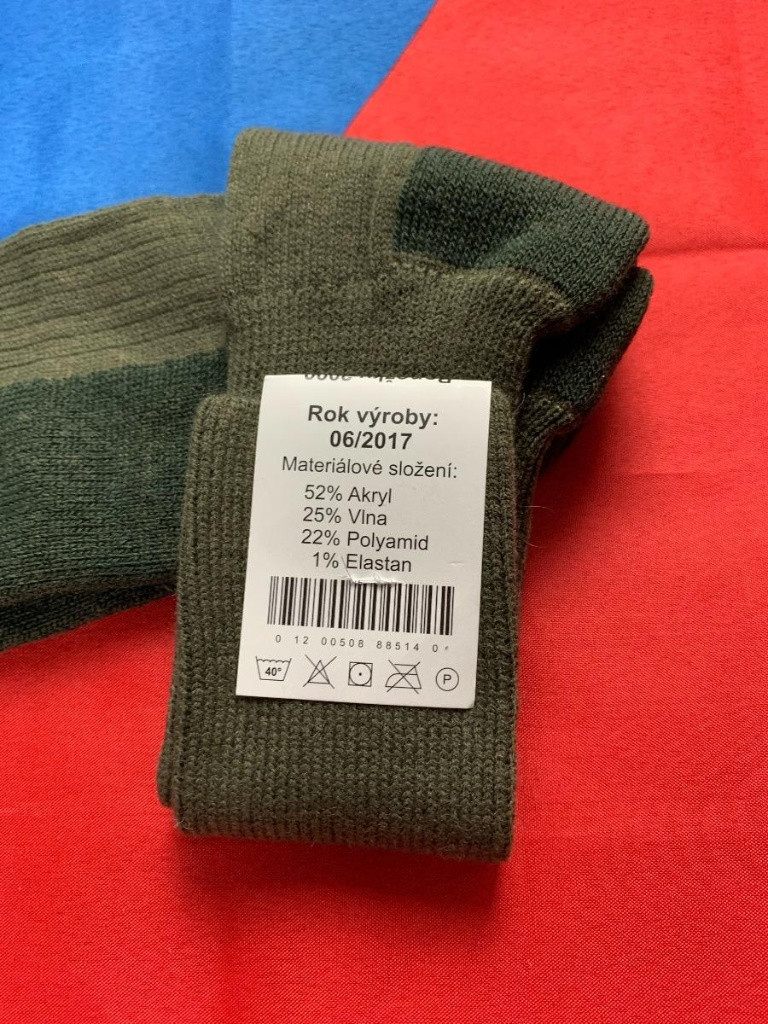 2000
Rok výroby:
06/2017
Materiálové složení:
52% Akryl
25% Vlna
22% Polyamid
1% Elastan
0 12 00508 88514 0
40°
P